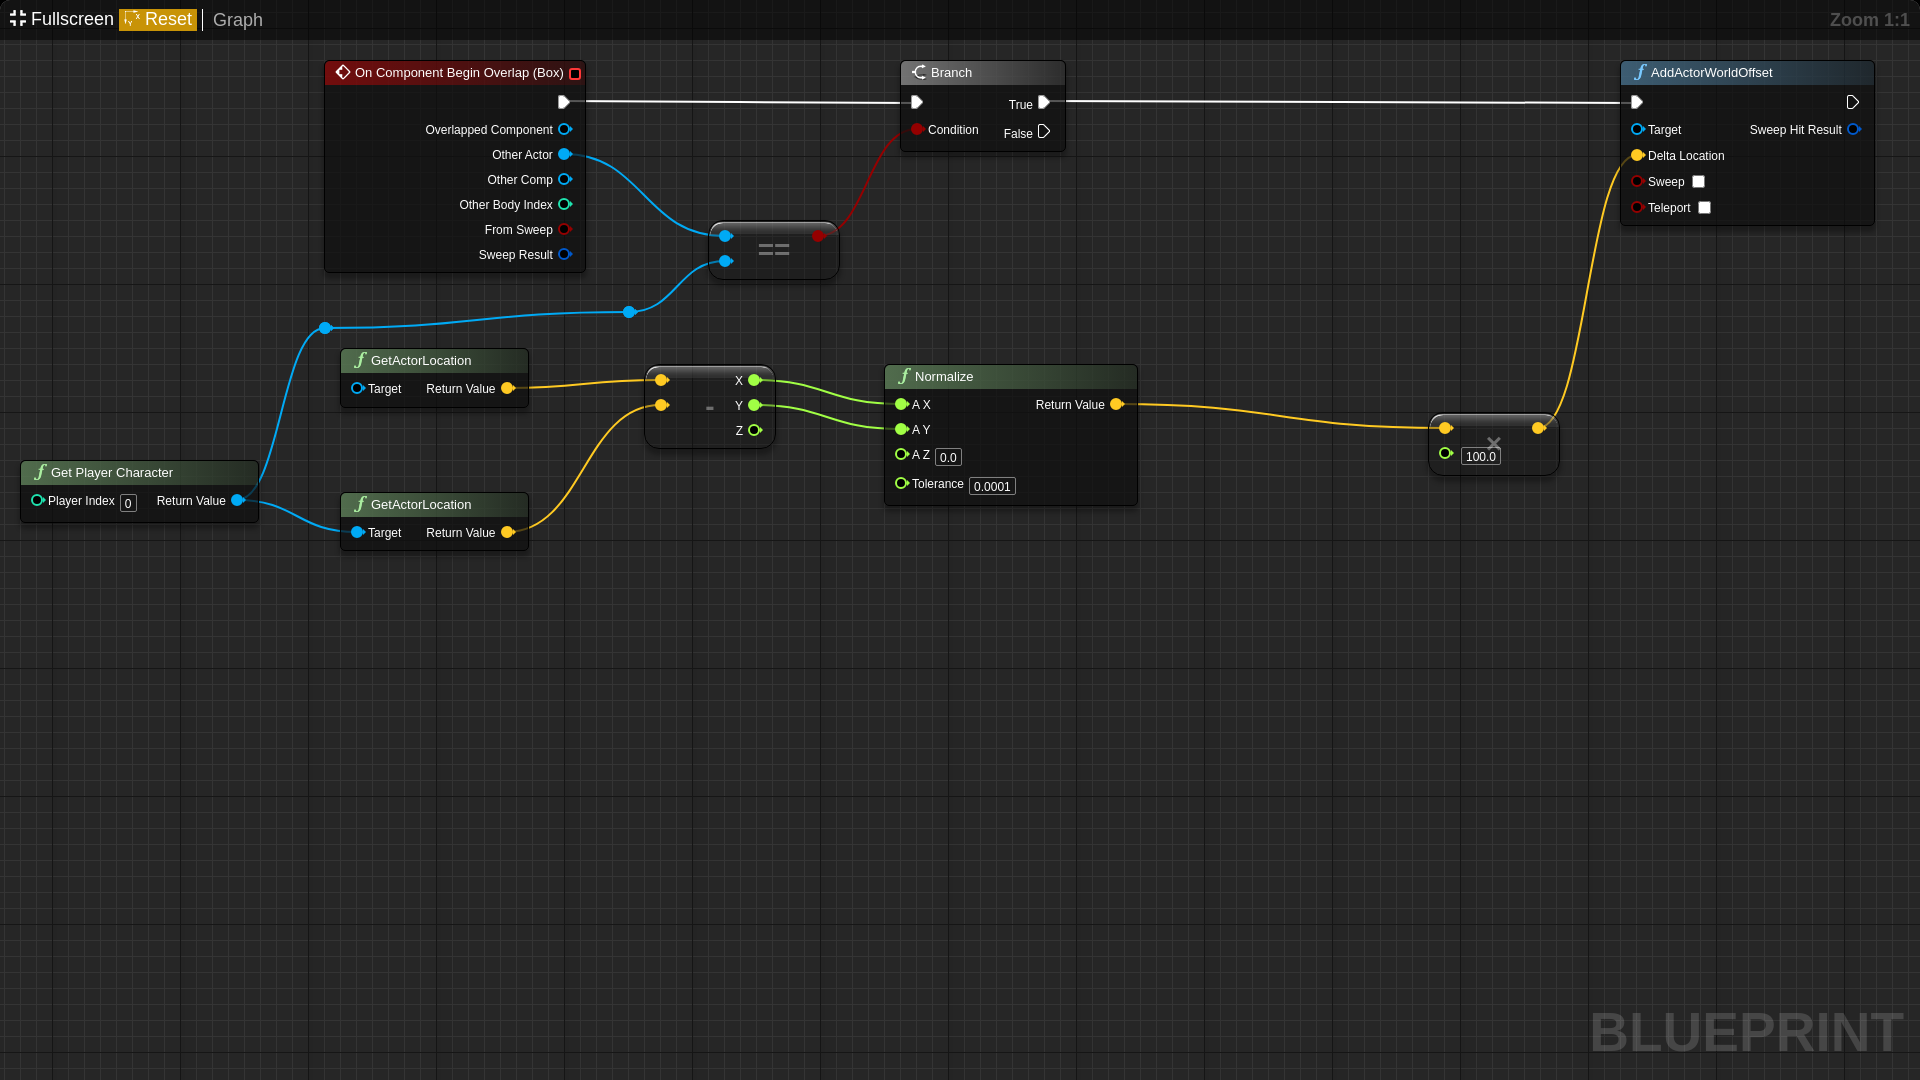 Fullscreen Reset Graph
Zoom 1:1
On Component Begin Overlap (Box)
Overlapped Component
Other Actor
Other Comp
Other Body Index
From Sweep
Sweep Result
Branch
True
Condition
False
AddActorWorldOffset
Target
Sweep Hit Result
Delta Location
Sweep
Teleport
==
GetActorLocation
Target Return Value
-
X
Y
Z
Normalize
A X
Return Value
A Y
A Z 0.0
Tolerance 0.0001
×
100.0
Get Player Character
Player Index 0 Return Value
GetActorLocation
Target Return Value
BLUEPRINT